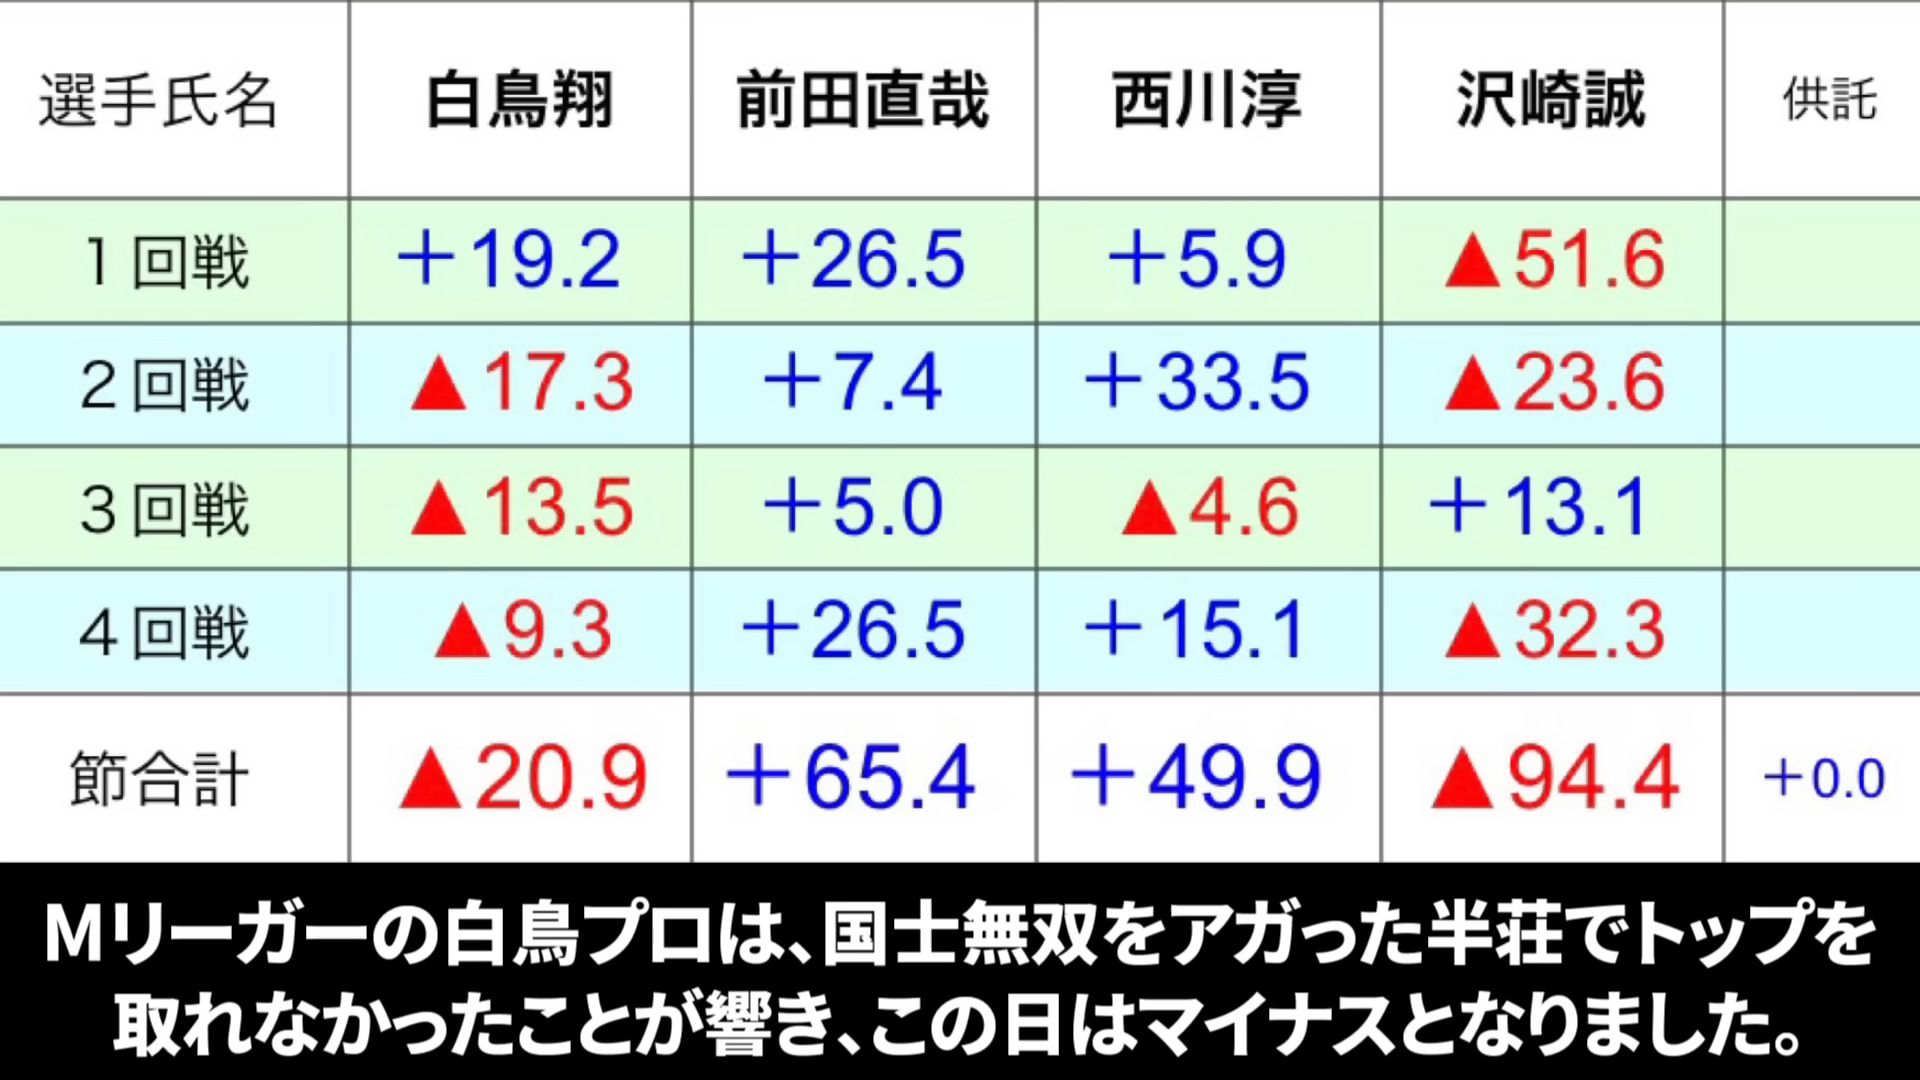 選手氏名 白鳥翔 前田直哉 西川淳 沢崎誠 供託
1回戦 +19.2 +26.5 +5.9 ▲51.6
2回戦 ▲17.3 +7.4 +33.5 ▲23.6
3回戦 ▲13.5 +5.0 ▲4.6 +13.1
4回戦 ▲9.3 +26.5 +15.1 ▲32.3
節合計 ▲20.9 +65.4 +49.9 ▲94.4 +0.0
Mリーガーの白鳥プロは、国士無双をアガった半荘でトップを
取れなかったことが響き、この日はマイナスとなりました。